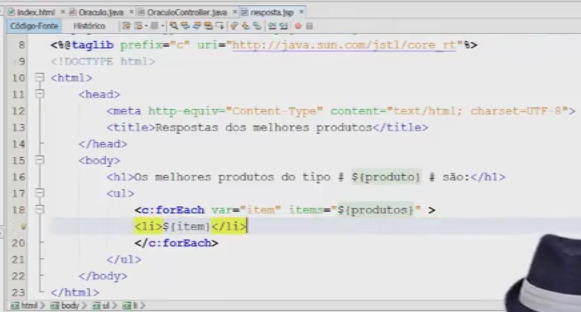 index.html Oraculo.java OraculoController.java resposta.jsp
Código-Fonte Histórico
8 <%@taglib prefix="c" uri="http://java.sun.com/jstl/core_rt"%>
9 <!DOCTYPE html>
10 <html>
11 <head>
12 <meta http-equiv="Content-Type" content="text/html; charset=UTF-8">
13 <title>Respostas dos melhores produtos</title>
14 </head>
15 <body>
16 <h1>Os melhores produtos do tipo # ${produto} # são:</h1>
17 <ul>
18 <c:forEach var="item" items="${produtos}" >
<li>${item}</li>
20 </c:forEach>
21 </ul>
22 </body>
23 </html>
html body ul li